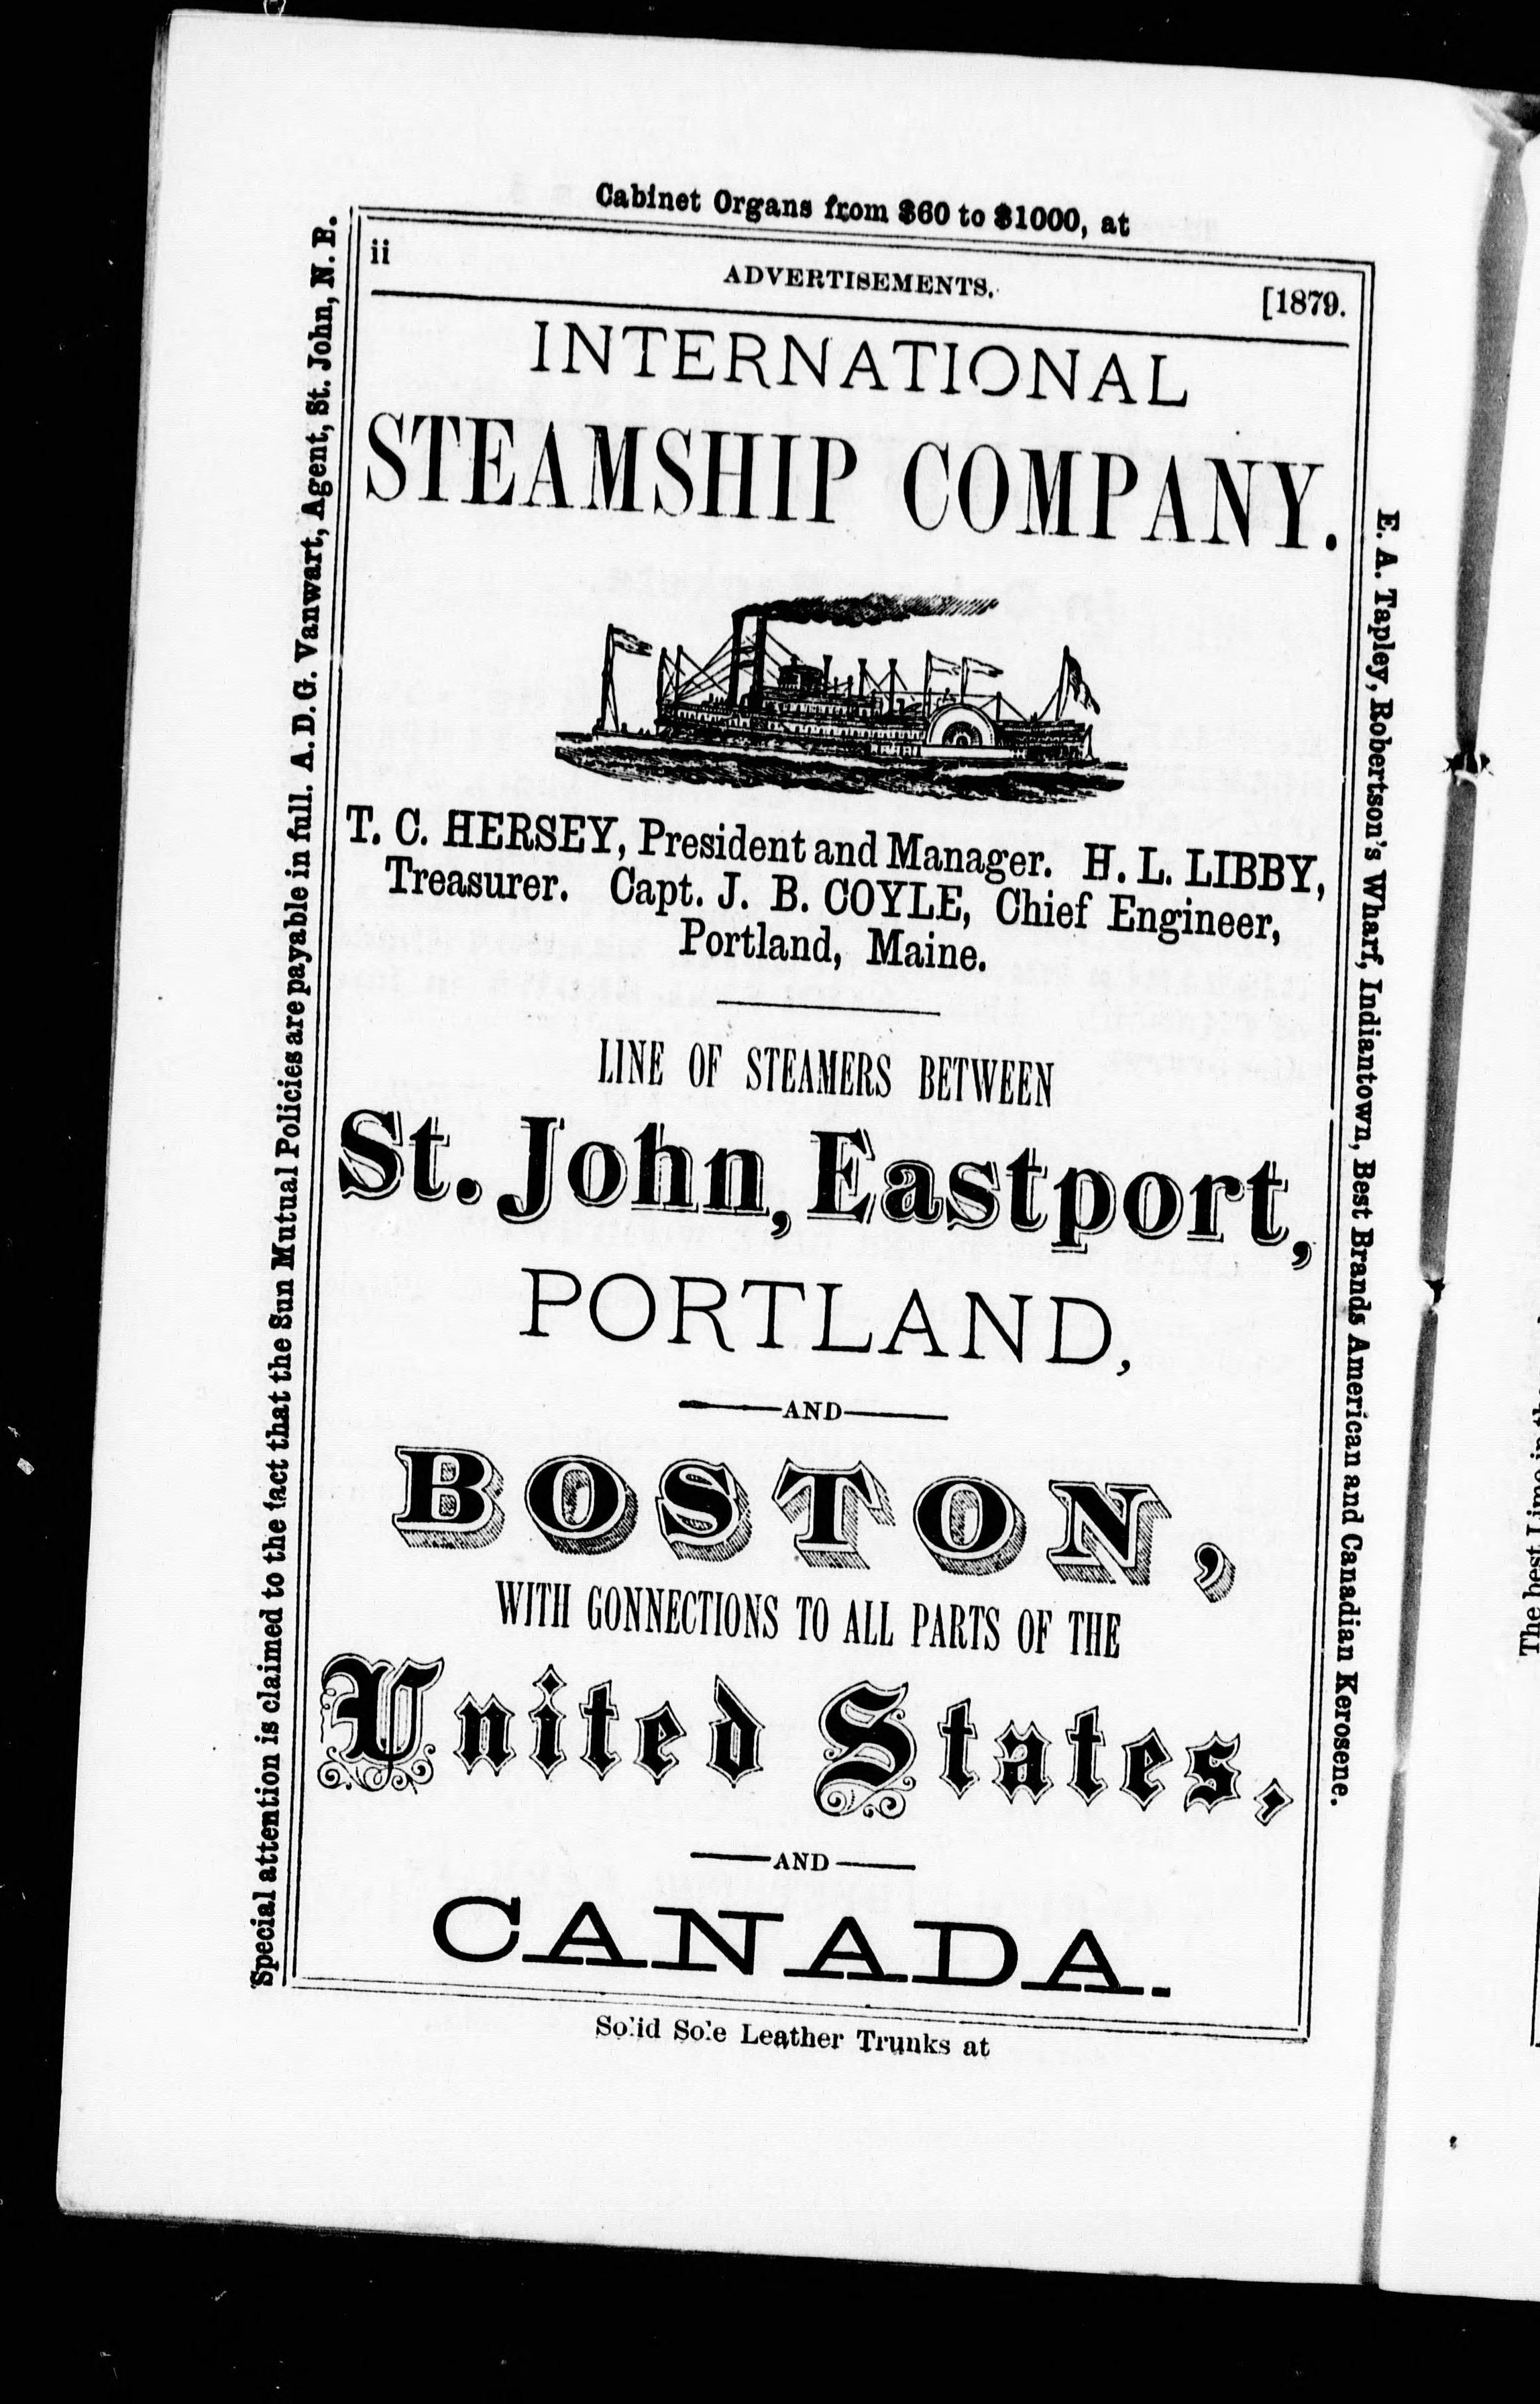 Cabinet Organs from $60 to $1000, at
ii
ADVERTISEMENTS.
[1879.
INTERNATIONAL
STEAMSHIP COMPANY.
T. C. HERSEY, President and Manager. H. L. LIBBY,
Treasurer. Capt. J. B. COYLE, Chief Engineer,
Portland, Maine.
LINE OF STEAMERS BETWEEN
St. John, Eastport,
PORTLAND,
AND
BOSTON,
WITH CONNECTIONS TO ALL PARTS OF THE
United States,
AND
CANADA.
Solid Sole Leather Trunks at
Special attention is claimed to the fact that the Sun Mutual Policies are payable in full. A. D. G. Vanwart, Agent, St. John, N. B.
E. A. Tapley, Robertson's Wharf, Indiantown, Best Brands American and Canadian Kerosene.
The best